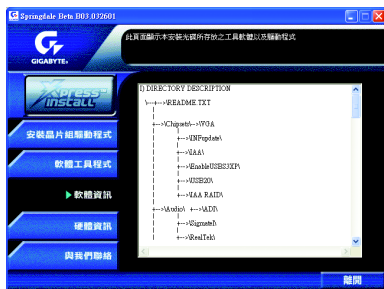 Springdale Beta B03.032601
GIGABYTE
此頁面顯示本安裝光碟所存放之工具軟體以及驅動程式
Xpress
INSTALL
安裝晶片組驅動程式
軟體工具程式
軟體資訊
硬體資訊
與我們聯絡
I) DIRECTORY DESCRIPTION
\--+-->\README.TXT
|
+-->\Chipset\-->\VGA
| +-->\INFupdate\
| +-->\IAA\
| +-->\EnableUSBS3XP\
| +-->\USB20\
| +-->\IAA RAID\
+-->\Audio\ +-->\ADI\
| +-->\Sigmatel\
| +-->\RealTek\
離開